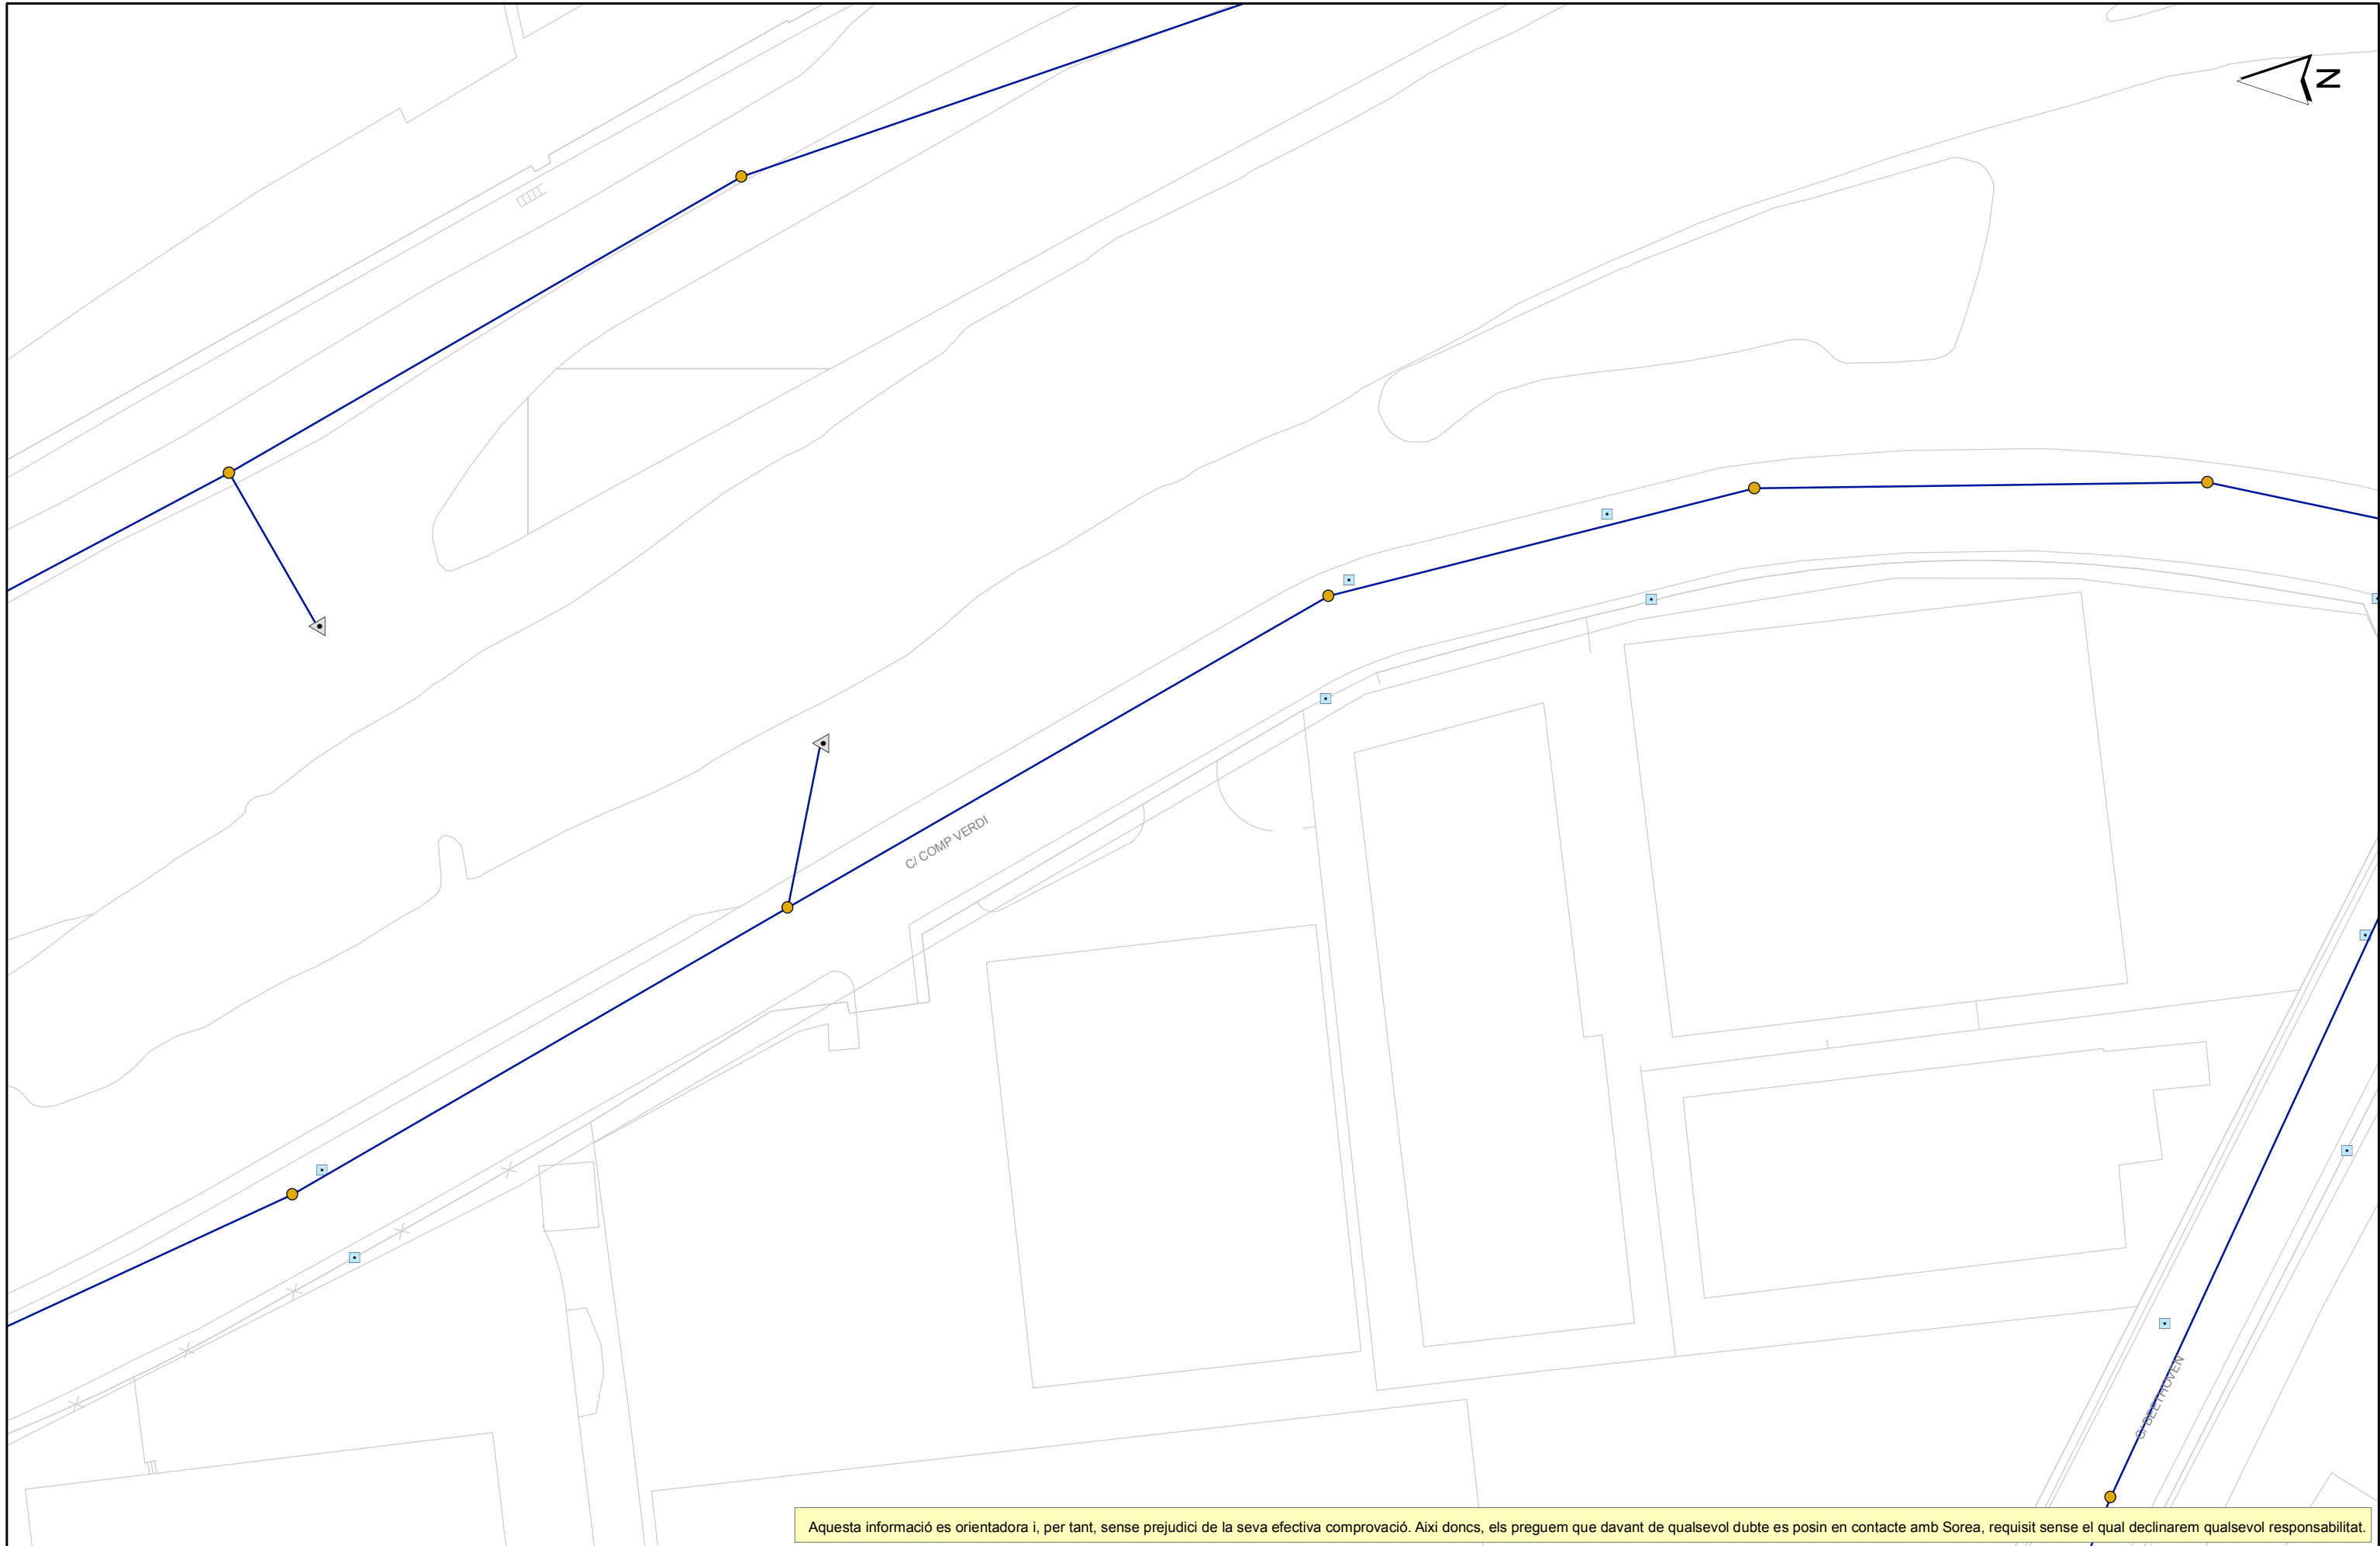 N
C/ COMP VERDI
C/ BEETHOVEN
Aquesta informació es orientadora i, per tant, sense prejudici de la seva efectiva comprovació. Aixi doncs, els preguem que davant de qualsevol dubte es posin en contacte amb Sorea, requisit sense el qual declinarem qualsevol responsabilitat.